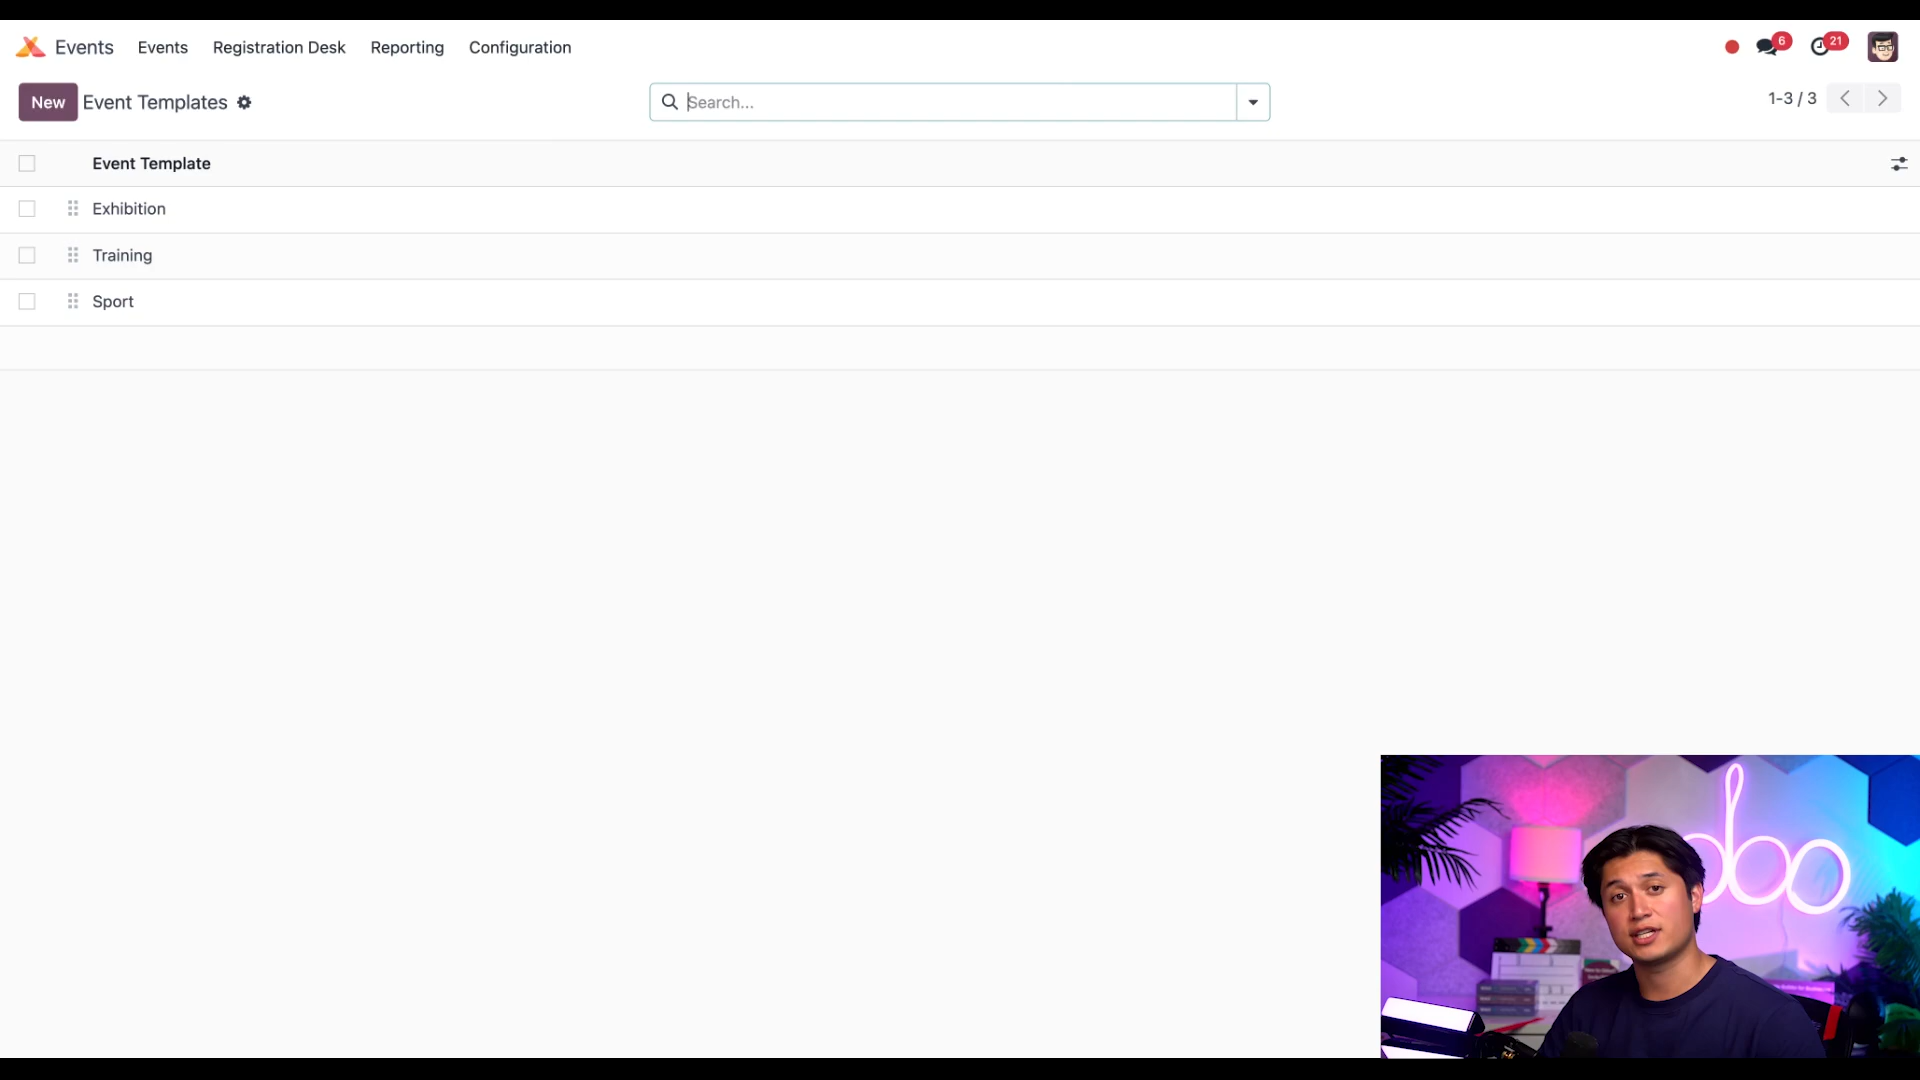 Events Events Registration Desk Reporting Configuration 6 21
New Event Templates Search... 1-3 / 3
Event Template
Exhibition
Training
Sport
odoo